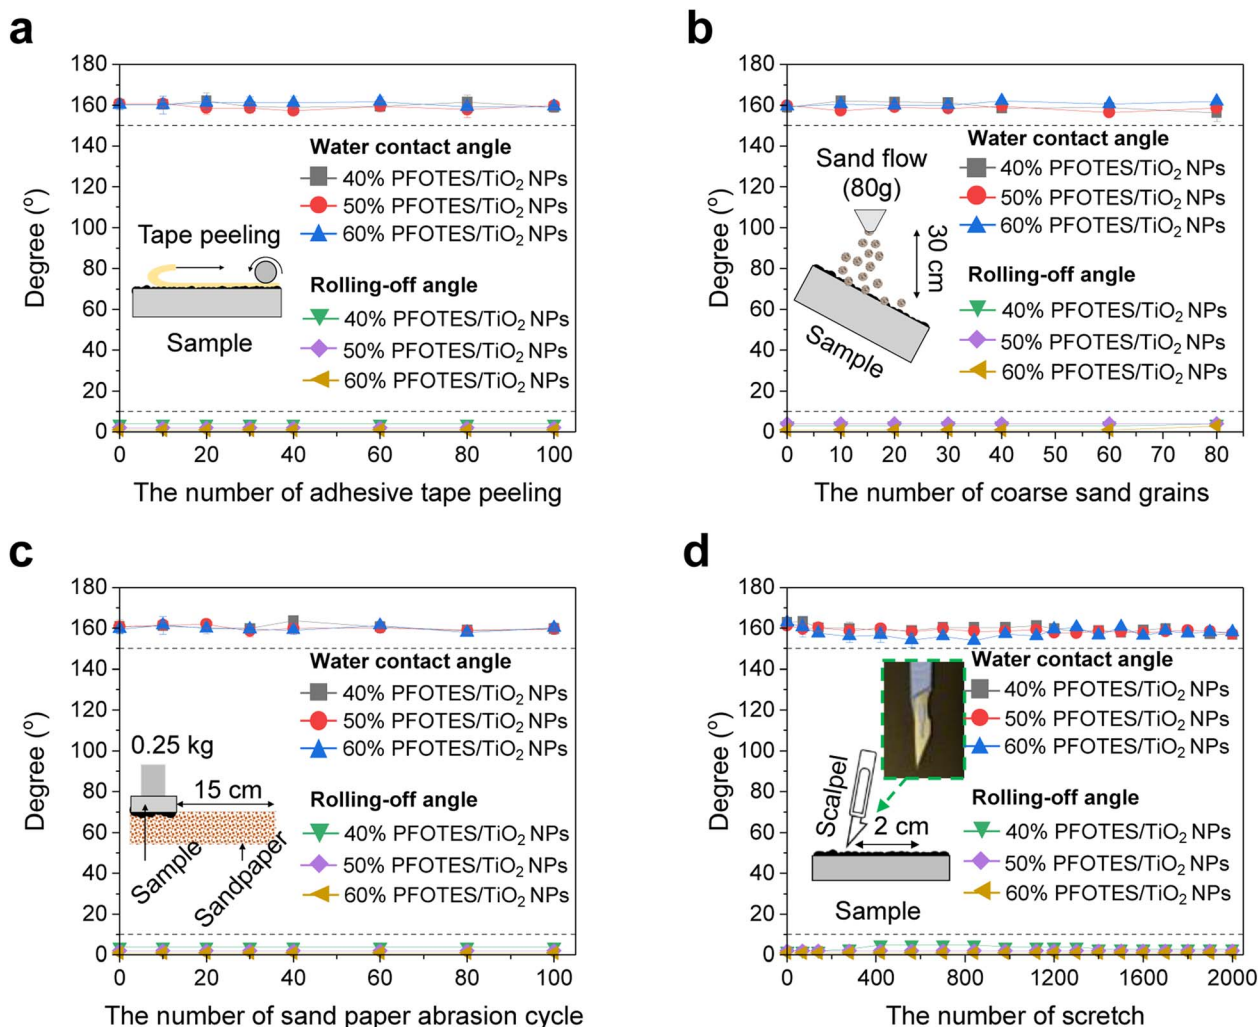 a
180
160
140
120
100
80
60
40
20
0
Degree (°)
Water contact angle
40% PFOTES/TiO₂ NPs
50% PFOTES/TiO₂ NPs
60% PFOTES/TiO₂ NPs
Tape peeling
Sample
Rolling-off angle
40% PFOTES/TiO₂ NPs
50% PFOTES/TiO₂ NPs
60% PFOTES/TiO₂ NPs
0 20 40 60 80 100
The number of adhesive tape peeling
b
180
160
140
120
100
80
60
40
20
0
Degree (°)
Water contact angle
40% PFOTES/TiO₂ NPs
50% PFOTES/TiO₂ NPs
60% PFOTES/TiO₂ NPs
Sand flow
(80g)
30 cm
Sample
Rolling-off angle
40% PFOTES/TiO₂ NPs
50% PFOTES/TiO₂ NPs
60% PFOTES/TiO₂ NPs
0 10 20 30 40 50 60 70 80
The number of coarse sand grains
c
180
160
140
120
100
80
60
40
20
0
Degree (°)
Water contact angle
40% PFOTES/TiO₂ NPs
50% PFOTES/TiO₂ NPs
60% PFOTES/TiO₂ NPs
0.25 kg
15 cm
Sample
Sandpaper
Rolling-off angle
40% PFOTES/TiO₂ NPs
50% PFOTES/TiO₂ NPs
60% PFOTES/TiO₂ NPs
0 20 40 60 80 100
The number of sand paper abrasion cycle
d
180
160
140
120
100
80
60
40
20
0
Degree (°)
Water contact angle
40% PFOTES/TiO₂ NPs
50% PFOTES/TiO₂ NPs
60% PFOTES/TiO₂ NPs
Scalpel
2 cm
Sample
Rolling-off angle
40% PFOTES/TiO₂ NPs
50% PFOTES/TiO₂ NPs
60% PFOTES/TiO₂ NPs
0 400 800 1200 1600 2000
The number of scretch